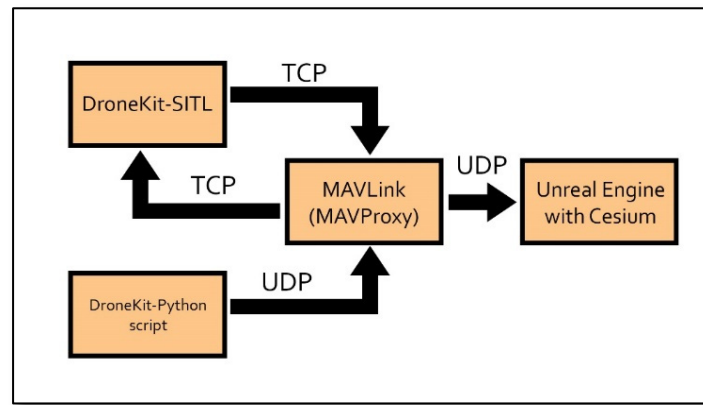 TCP
DroneKit-SITL
TCP
MAVLink
(MAVProxy)
UDP
Unreal Engine
with Cesium
UDP
DroneKit-Python
script